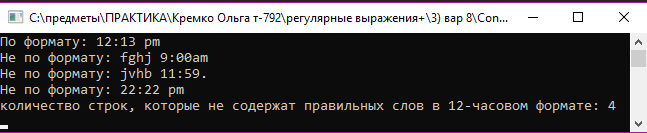 C:\предметы\ПРАКТИКА\Кремко Ольга т-792\регулярные выражения+\3) вар 8\Con...
По формату: 12:13 pm
Не по формату: fghj 9:00am
Не по формату: jvhb 11:59.
Не по формату: 22:22 pm
количество строк, которые не содержат правильных слов в 12-часовом формате: 4